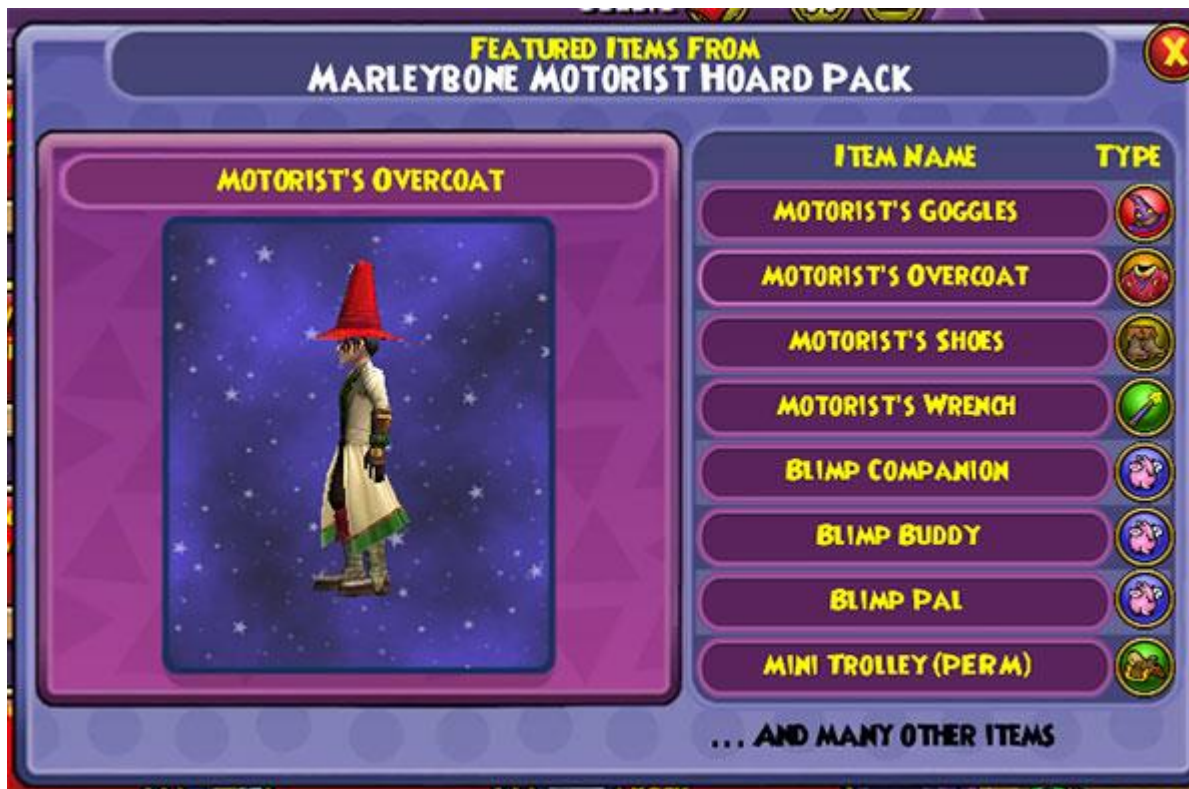 FEATURED ITEMS FROM
MARLEYBONE MOTORIST HOARD PACK
X
MOTORIST'S OVERCOAT
ITEM NAME TYPE
MOTORIST'S GOGGLES
MOTORIST'S OVERCOAT
MOTORIST'S SHOES
MOTORIST'S WRENCH
BLIMP COMPANION
BLIMP BUDDY
BLIMP PAL
MINI TROLLEY (PERM)
... AND MANY OTHER ITEMS